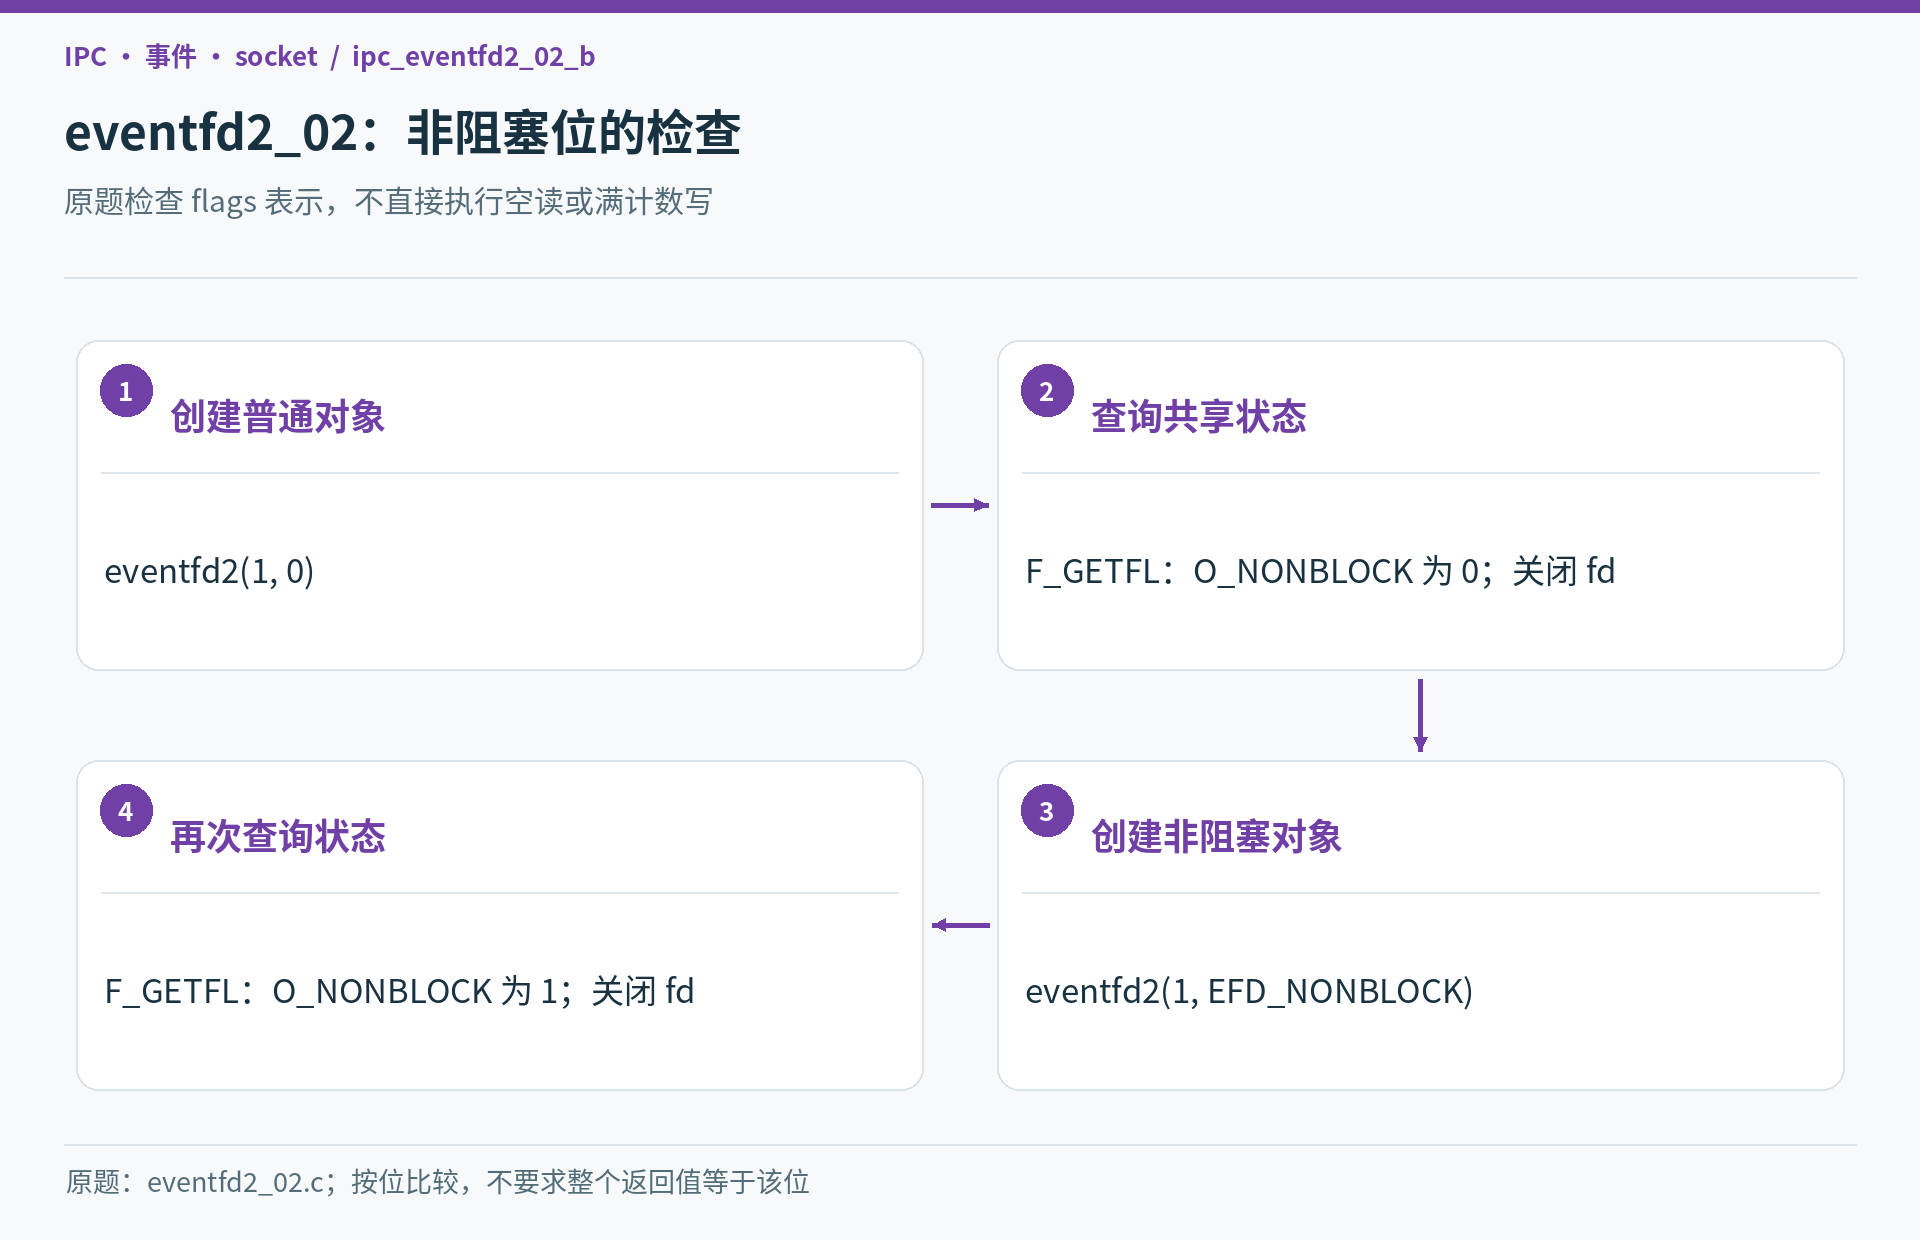 IPC · 事件 · socket / ipc_eventfd2_02_b
eventfd2_02：非阻塞位的检查
原题检查 flags 表示，不直接执行空读或满计数写
1 创建普通对象
eventfd2(1, 0)
2 查询共享状态
F_GETFL：O_NONBLOCK 为 0；关闭 fd
3 创建非阻塞对象
eventfd2(1, EFD_NONBLOCK)
4 再次查询状态
F_GETFL：O_NONBLOCK 为 1；关闭 fd
原题：eventfd2_02.c；按位比较，不要求整个返回值等于该位